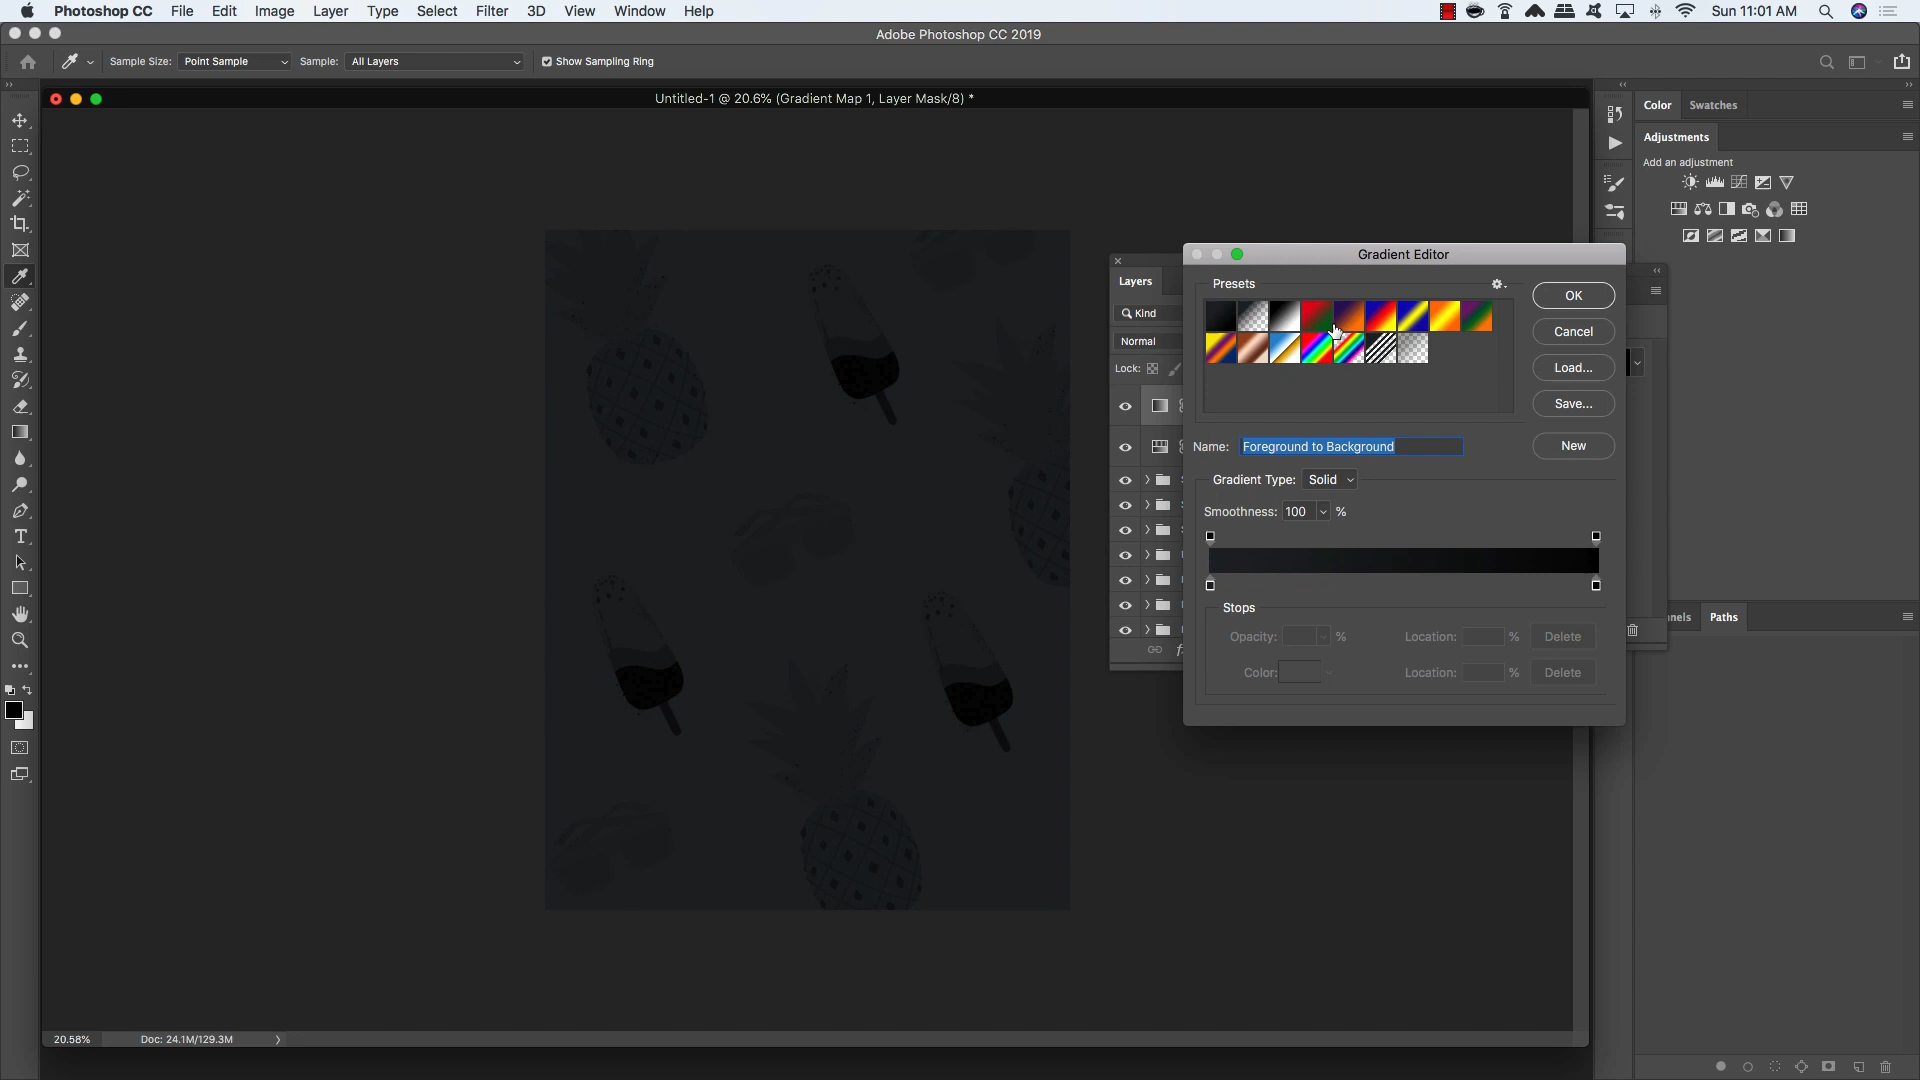 Photoshop CC File Edit Image Layer Type Select Filter 3D View Window Help Sun 11:01 AM
Adobe Photoshop CC 2019
Sample Size: Point Sample Sample: All Layers Show Sampling Ring
Untitled-1 @ 20.6% (Gradient Map 1, Layer Mask/8) *
Color Swatches
Adjustments
Add an adjustment
Layers
Kind
Normal
Lock:
Gradient Editor
Presets
OK
Cancel
Load...
Save...
Name: Foreground to Background New
Gradient Type: Solid
Smoothness: 100 %
Stops
Opacity: % Location: % Delete
Color: Location: % Delete
Paths
20.58% Doc: 24.1M/129.3M